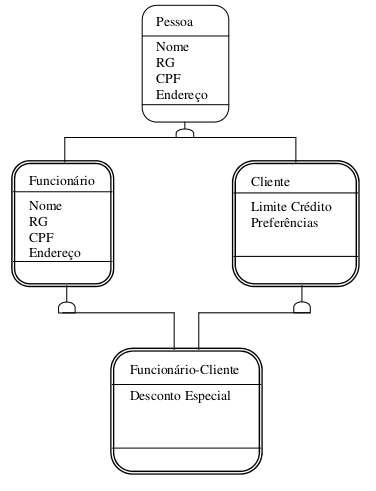 Pessoa
Nome
RG
CPF
Endereço
Funcionário
Nome
RG
CPF
Endereço
Cliente
Limite Crédito
Preferências
Funcionário-Cliente
Desconto Especial